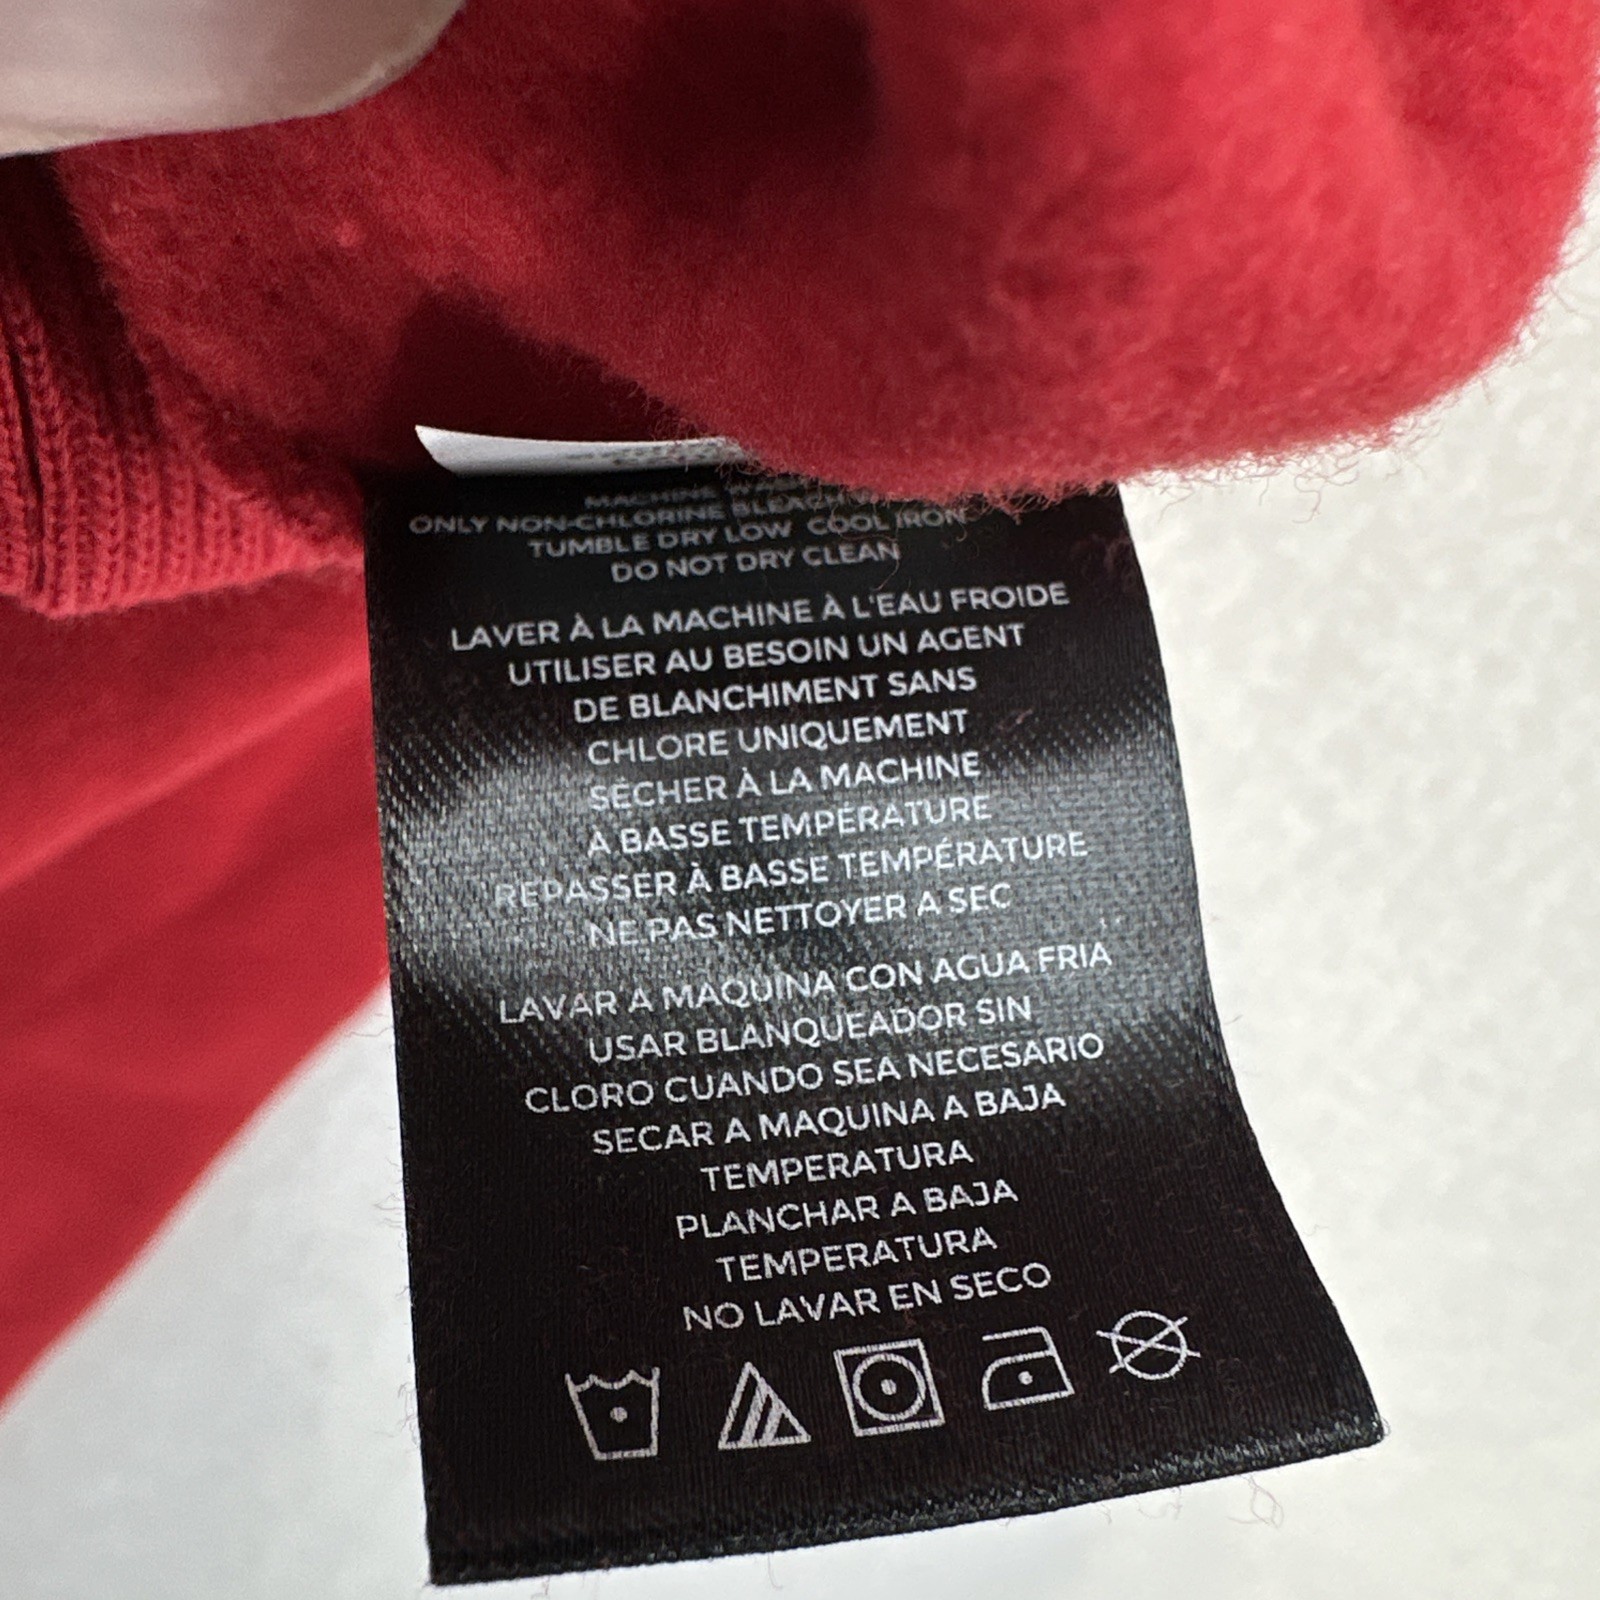 MACHINE
ONLY NON-CHLORINE BLEACH
TUMBLE DRY LOW COOL IRON
DO NOT DRY CLEAN
LAVER À LA MACHINE À L'EAU FROIDE
UTILISER AU BESOIN UN AGENT
DE BLANCHIMENT SANS
CHLORE UNIQUEMENT
SÉCHER À LA MACHINE
A BASSE TEMPÉRATURE
REPASSER À BASSE TEMPÉRATURE
NE PAS NETTOYER A SEC
LAVAR A MAQUINA CON AGUA FRIA
USAR BLANQUEADOR SIN
CLORO CUANDO SEA NECESARIO
SECAR A MAQUINA A BAJA
TEMPERATURA
PLANCHAR A BAJA
TEMPERATURA
NO LAVAR EN SECO